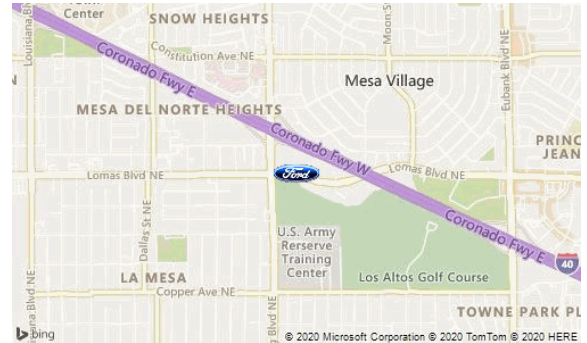 Center
SNOW HEIGHTS
Louisiana Blvd NE
Coronado Fwy E
Constitution Ave NE
Moon St
Eubank Blvd NE
Mesa Village
MESA DEL NORTE HEIGHTS
Coronado Fwy W
PRINC
JEAN
Lomas Blvd NE
Ford
Lomas Blvd NE
Dallas St NE
U.S. Army
Rerserve
Training
Center
Coronado Fwy E
40
LA MESA
Los Altos Golf Course
Copper Ave NE
TOWNE PARK PL
bing
© 2020 Microsoft Corporation © 2020 TomTom © 2020 HERE